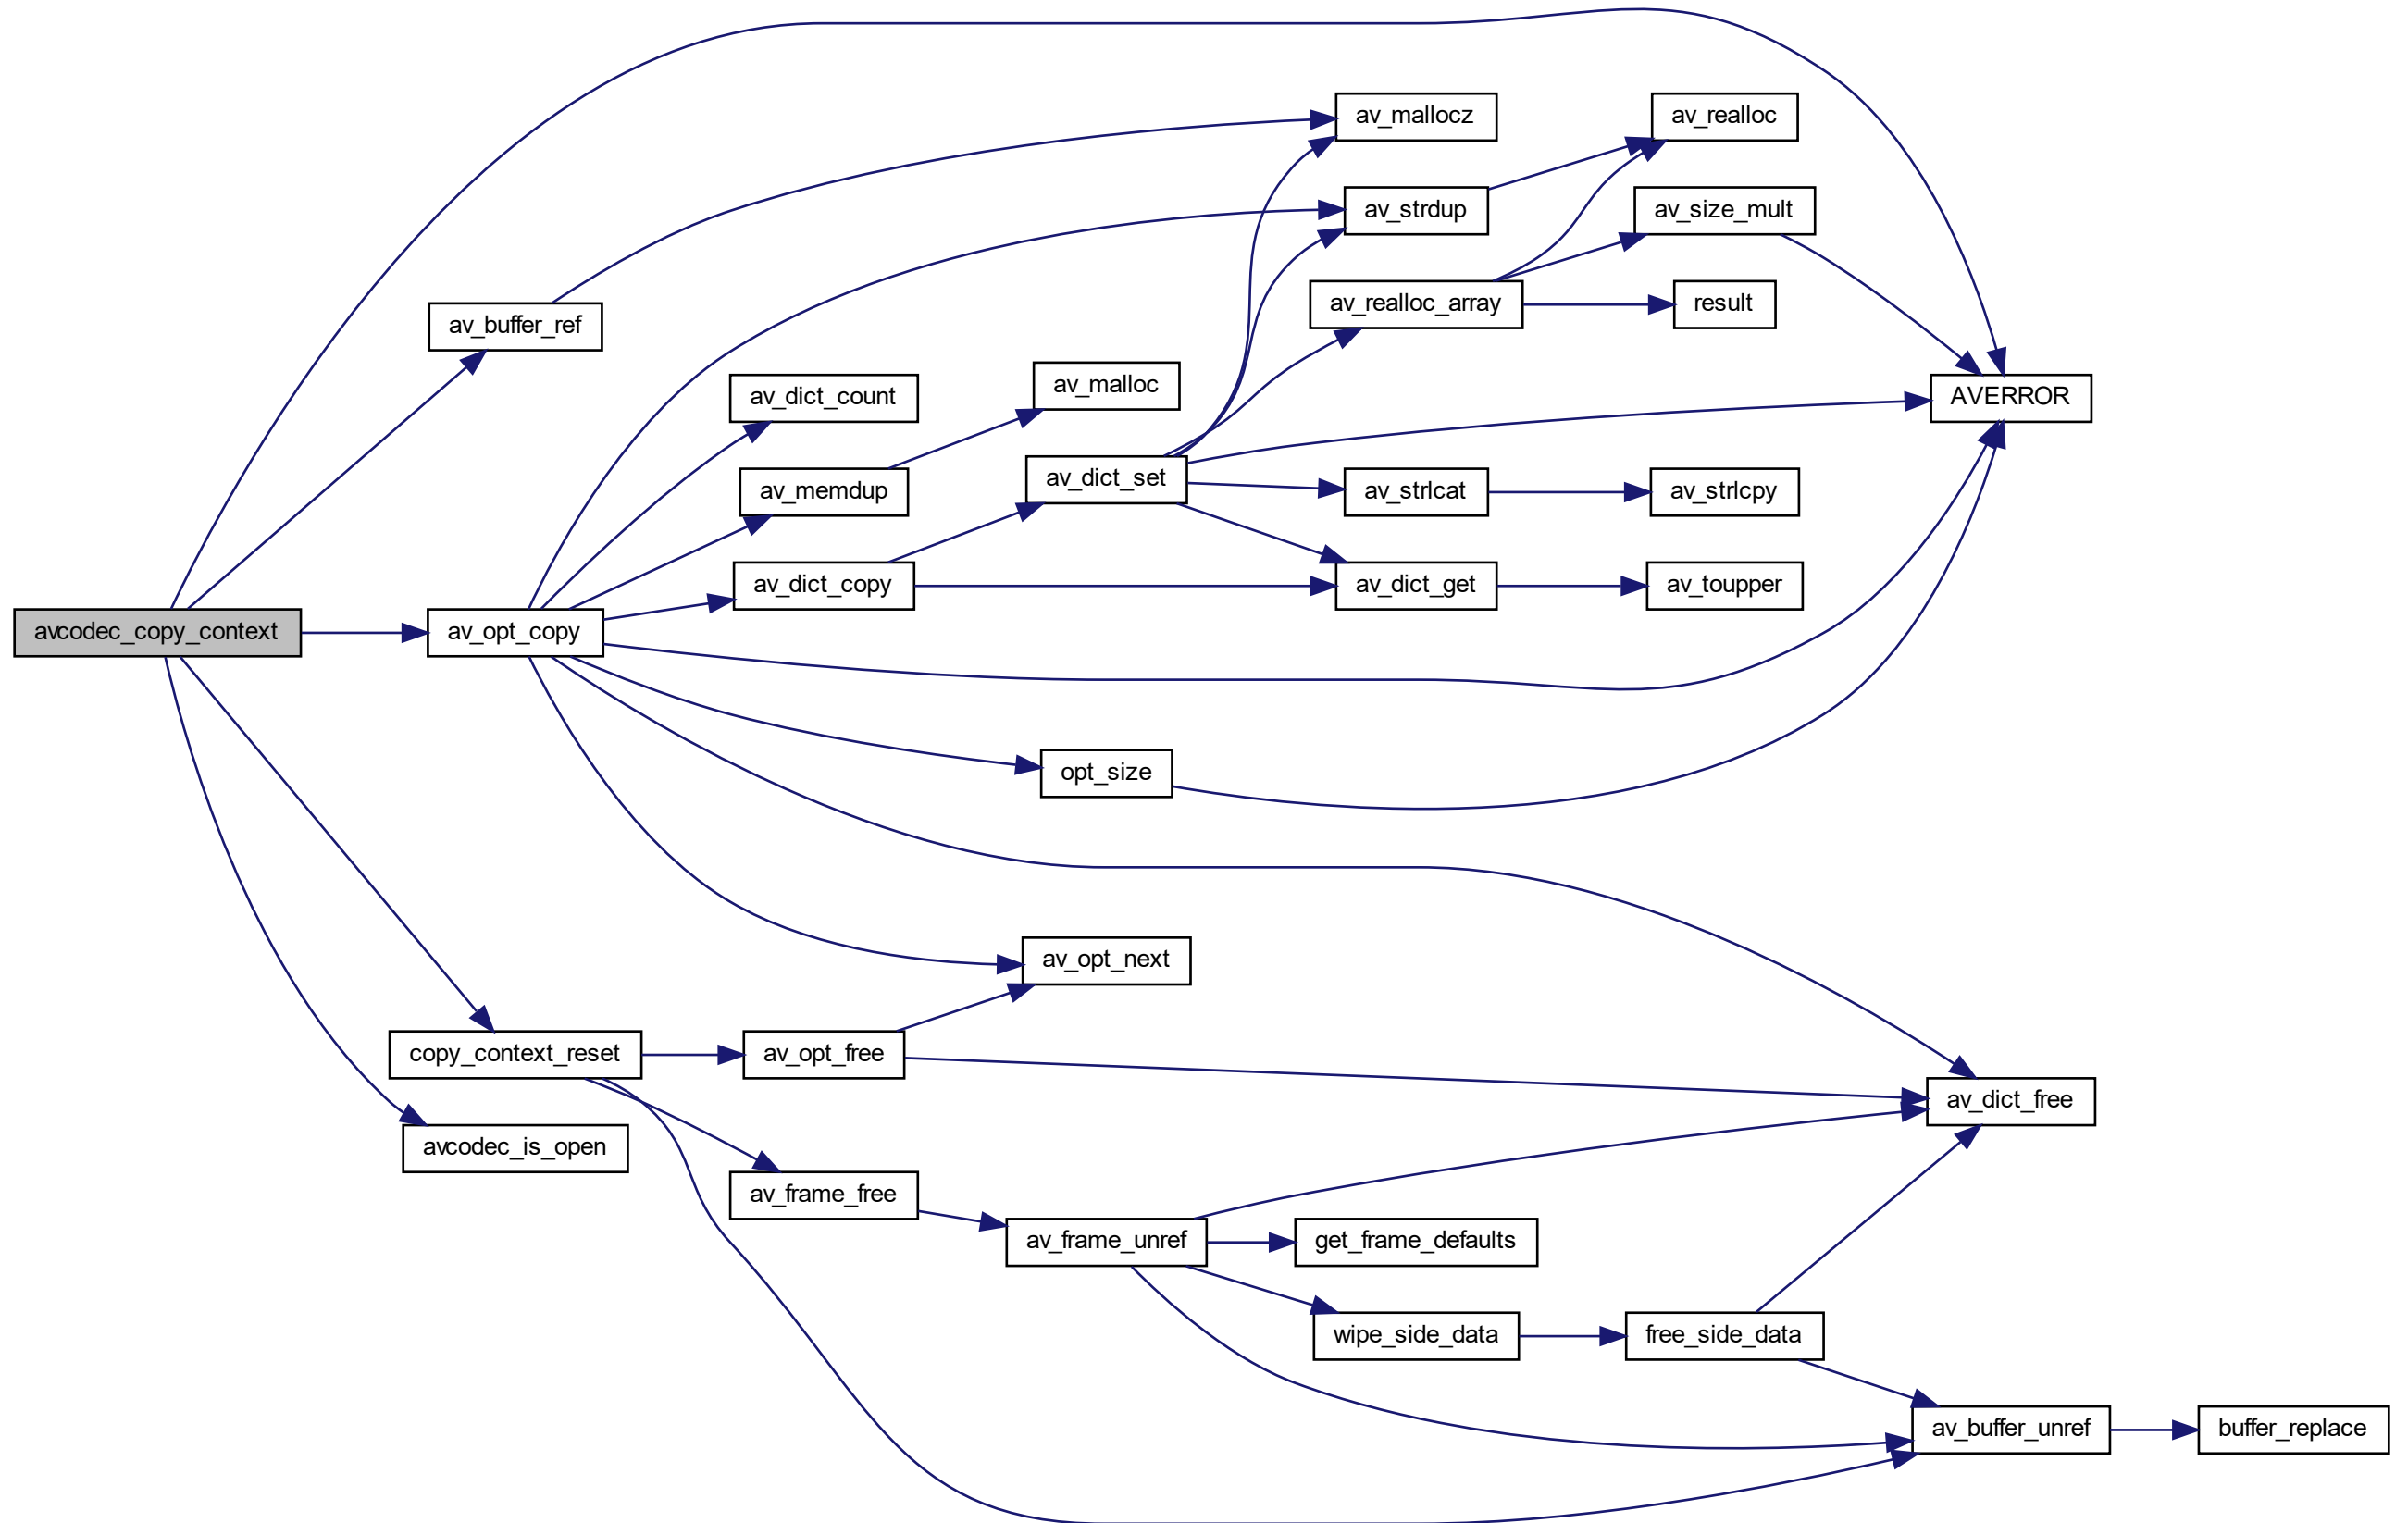 av_mallocz
av_realloc
av_strdup
av_size_mult
av_buffer_ref
av_realloc_array
result
av_malloc
av_dict_count
AVERROR
av_memdup
av_dict_set
av_strlcat
av_strlcpy
av_dict_copy
av_dict_get
av_toupper
avcodec_copy_context
av_opt_copy
opt_size
av_opt_next
copy_context_reset
av_opt_free
av_dict_free
avcodec_is_open
av_frame_free
av_frame_unref
get_frame_defaults
wipe_side_data
free_side_data
av_buffer_unref
buffer_replace